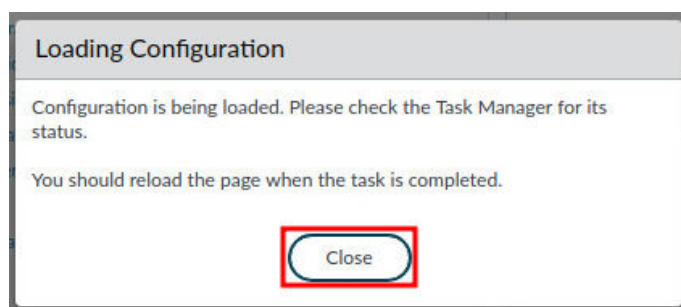 Loading Configuration
Configuration is being loaded. Please check the Task Manager for its
status.
You should reload the page when the task is completed.
Close